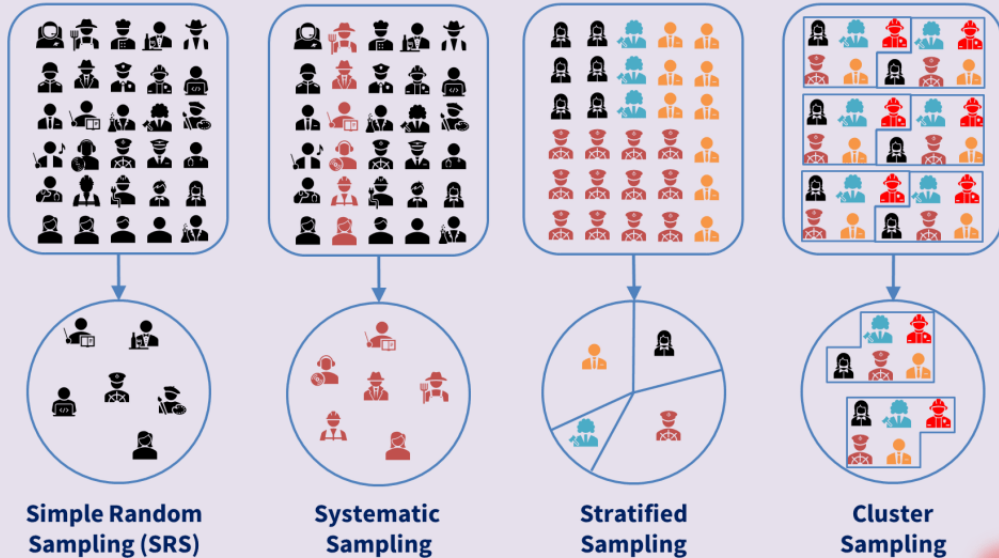 Simple Random
Sampling (SRS)
Systematic
Sampling
Stratified
Sampling
Cluster
Sampling